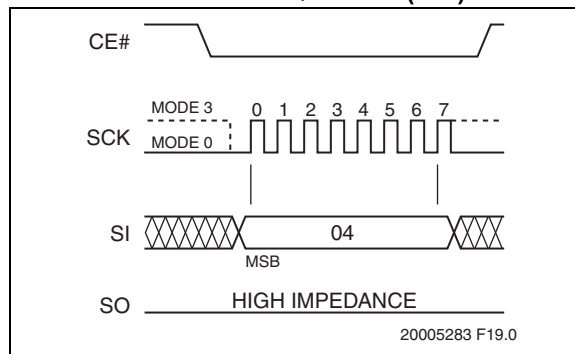 CE#
MODE 3
0 1 2 3 4 5 6 7
SCK
MODE 0
SI
04
MSB
SO
HIGH IMPEDANCE
20005283 F19.0